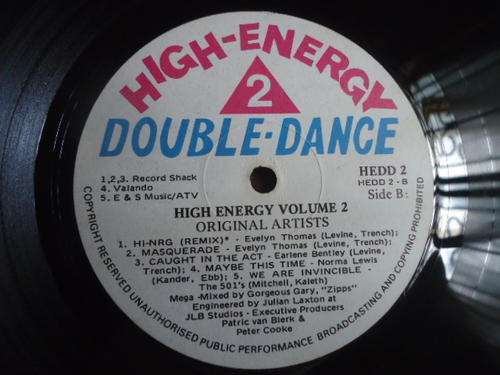 HIGH-ENERGY
2
DOUBLE-DANCE
1,2,3. Record Shack
4. Valando
5. E & S Music/ATV
HEDD 2
HEDD 2 - B
Side B:
HIGH ENERGY VOLUME 2
ORIGINAL ARTISTS
1. HI-NRG (REMIX)* - Evelyn Thomas (Levine, Trench);
2. MASQUERADE - Evelyn Thomas (Levine, Trench);
3. CAUGHT IN THE ACT - Earlene Bentley (Levine,
Trench); 4. MAYBE THIS TIME - Norma Lewis
(Kander, Ebb); 5. WE ARE INVINCIBLE -
The 501's (Mitchell, Kaleth)
Mega-Mixed by Gorgeous Gary, "Zipps"
Engineered by Julian Laxton at
JLB Studios - Executive Producers
Patric van Blerk &
Peter Cooke
COPYRIGHT RESERVED UNAUTHORISED PUBLIC PERFORMANCE BROADCASTING AND COPYING PROHIBITED